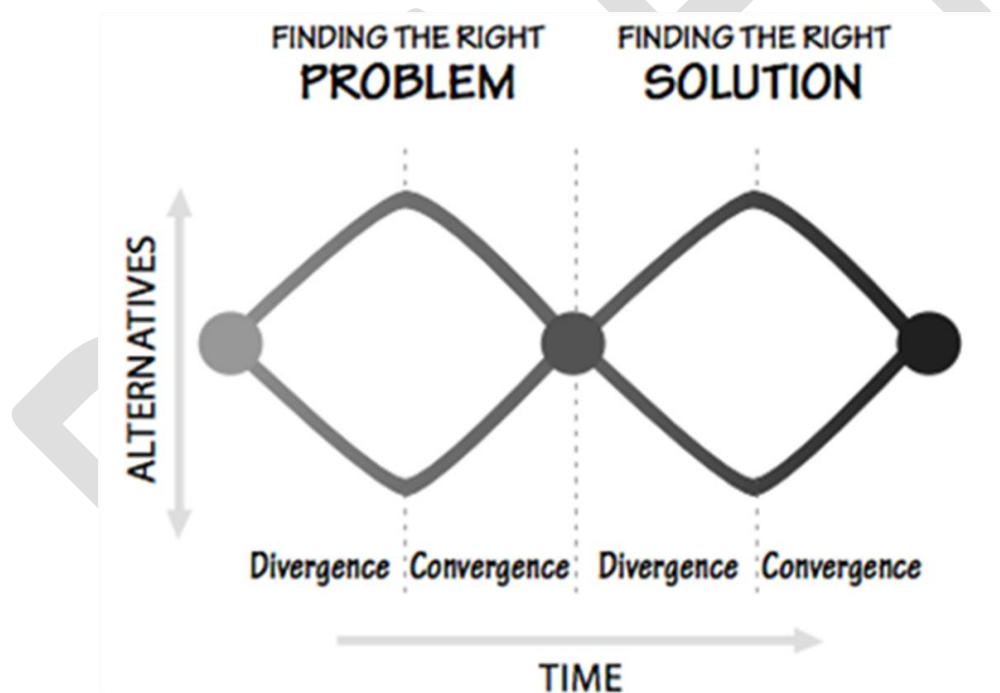 FINDING THE RIGHT
PROBLEM
FINDING THE RIGHT
SOLUTION
ALTERNATIVES
Divergence
Convergence
Divergence
Convergence
TIME